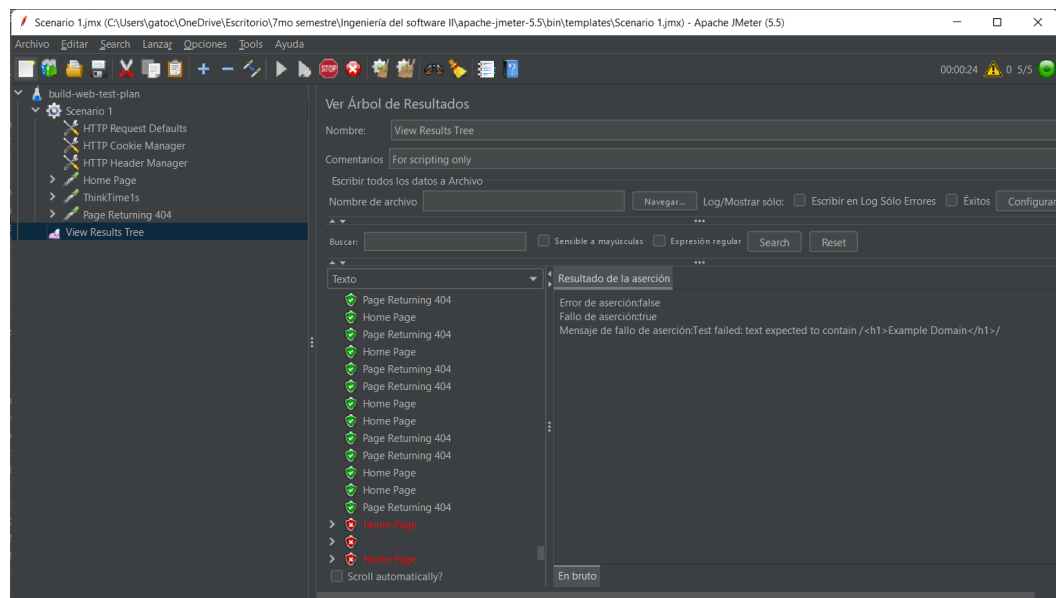 Scenario 1.jmx (C:\Users\gatoc\OneDrive\Escritorio\7mo semestre\Ingeniería del software II\apache-jmeter-5.5\bin\templates\Scenario 1.jmx) - Apache JMeter (5.5)
Archivo Editar Search Lanzar Opciones Tools Ayuda
STOP
00:00:24 0 5/5
build-web-test-plan
Scenario 1
HTTP Request Defaults
HTTP Cookie Manager
HTTP Header Manager
Home Page
ThinkTime1s
Page Returning 404
View Results Tree
Ver Árbol de Resultados
Nombre: View Results Tree
Comentarios For scripting only
Escribir todos los datos a Archivo
Nombre de archivo Navegar... Log/Mostrar sólo: Escribir en Log Sólo Errores Éxitos Configurar
Buscar: Sensible a mayúsculas Expresión regular Search Reset
Texto
Page Returning 404
Home Page
Page Returning 404
Home Page
Page Returning 404
Page Returning 404
Home Page
Home Page
Page Returning 404
Page Returning 404
Home Page
Home Page
Page Returning 404
Home Page
Home Page
Scroll automatically?
Resultado de la aserción
Error de aserción:false
Fallo de aserción:true
Mensaje de fallo de aserción:Test failed: text expected to contain /<h1>Example Domain</h1>/
En bruto